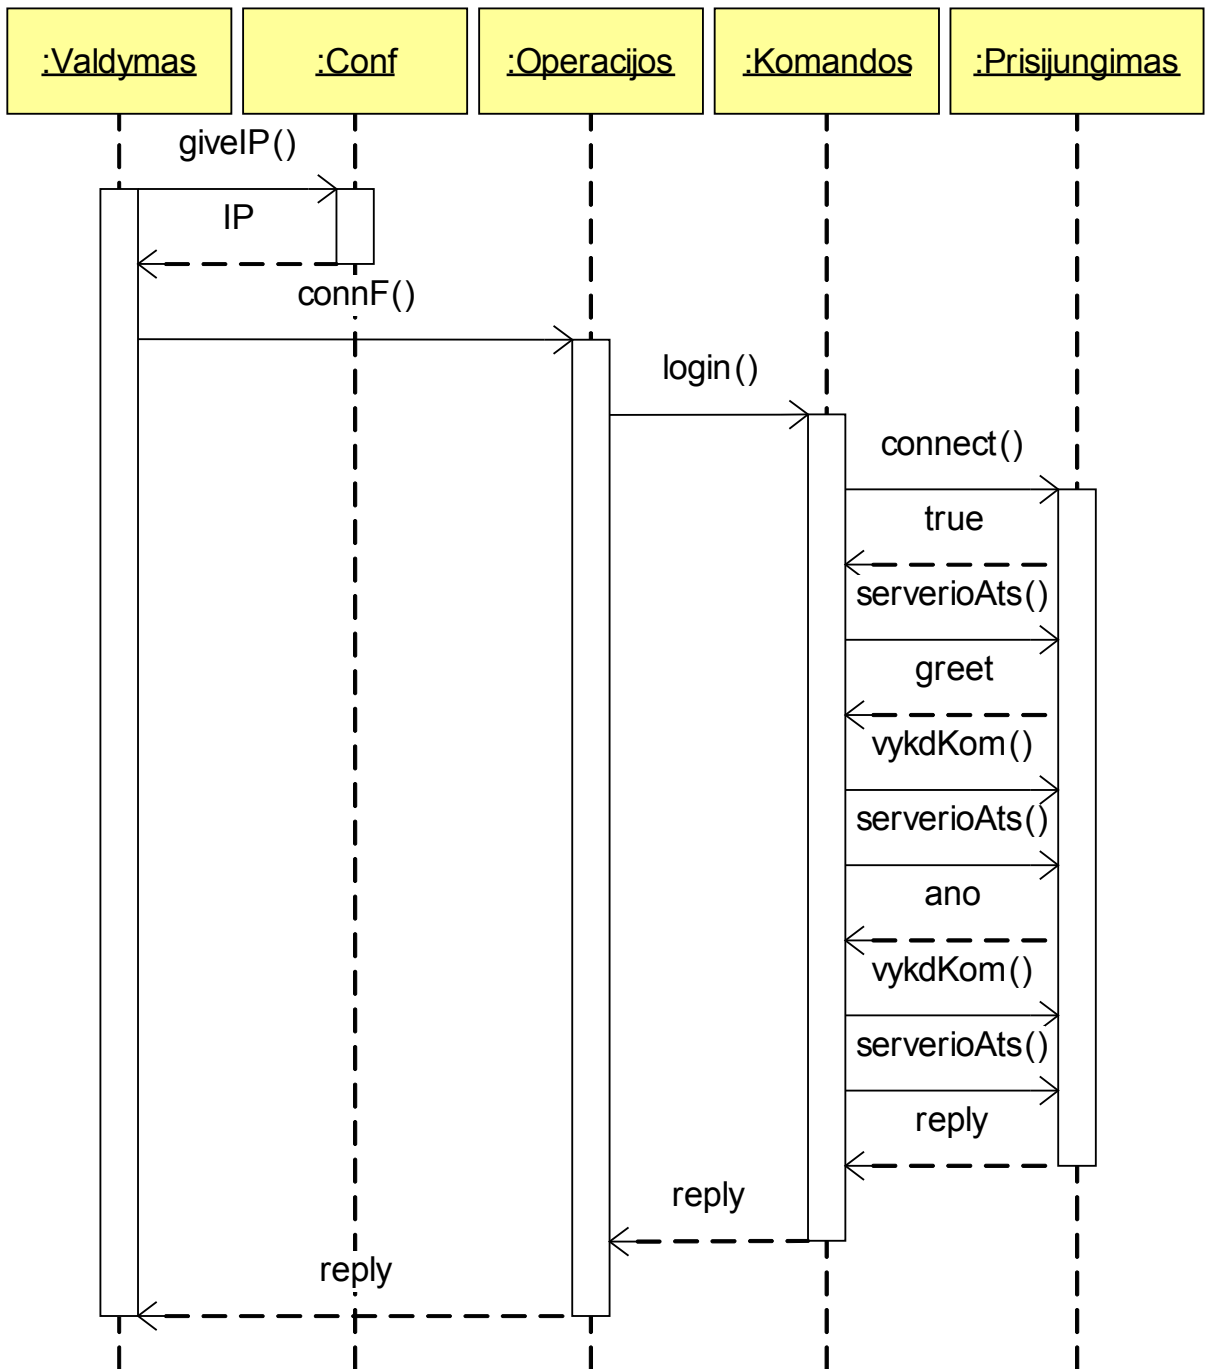 :Valdymas
:Conf
:Operacijos
:Komandos
:Prisijungimas
giveIP()
IP
connF()
login()
connect()
true
serverioAts()
greet
vykdKom()
serverioAts()
ano
vykdKom()
serverioAts()
reply
reply
reply